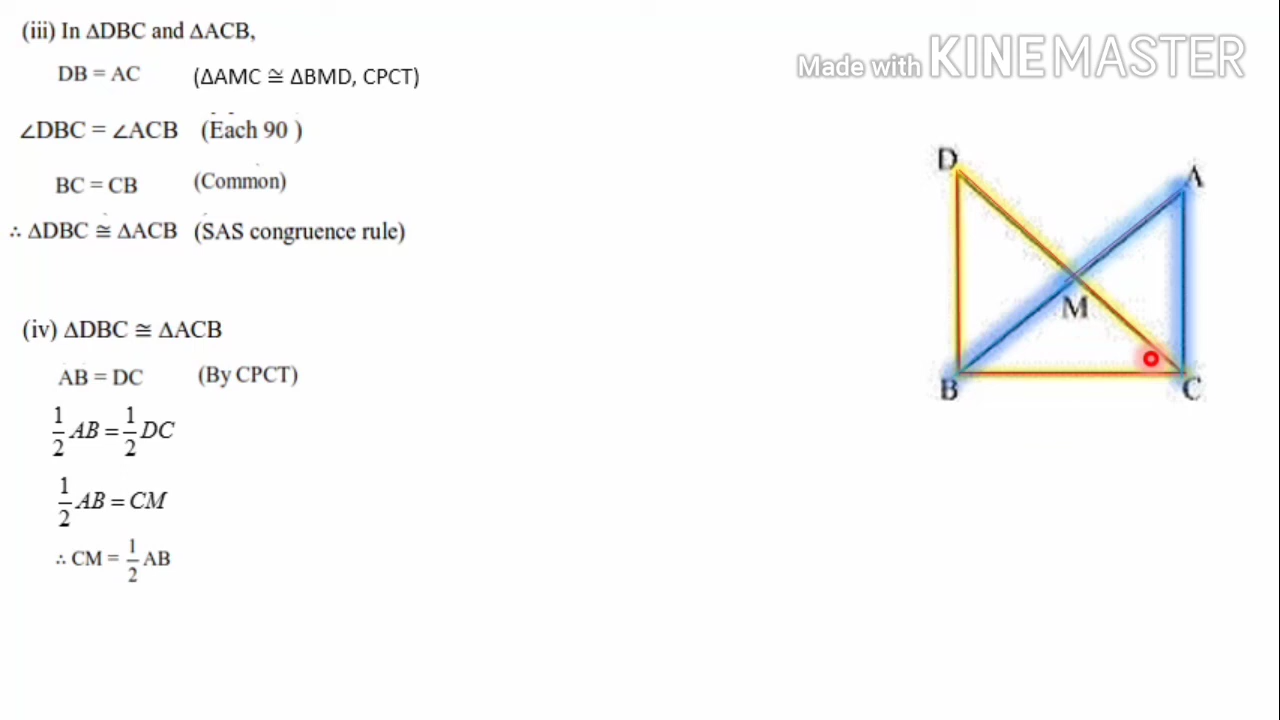 (iii) In ΔDBC and ΔACB,
DB = AC (ΔAMC ≅ ΔBMD, CPCT)
∠DBC = ∠ACB (Each 90 )
BC = CB (Common)
∴ ΔDBC ≅ ΔACB (SAS congruence rule)
(iv) ΔDBC ≅ ΔACB
AB = DC (By CPCT)
1/2 AB = 1/2 DC
1/2 AB = CM
∴ CM = 1/2 AB
Made with KINEMASTER
D
A
M
B
C